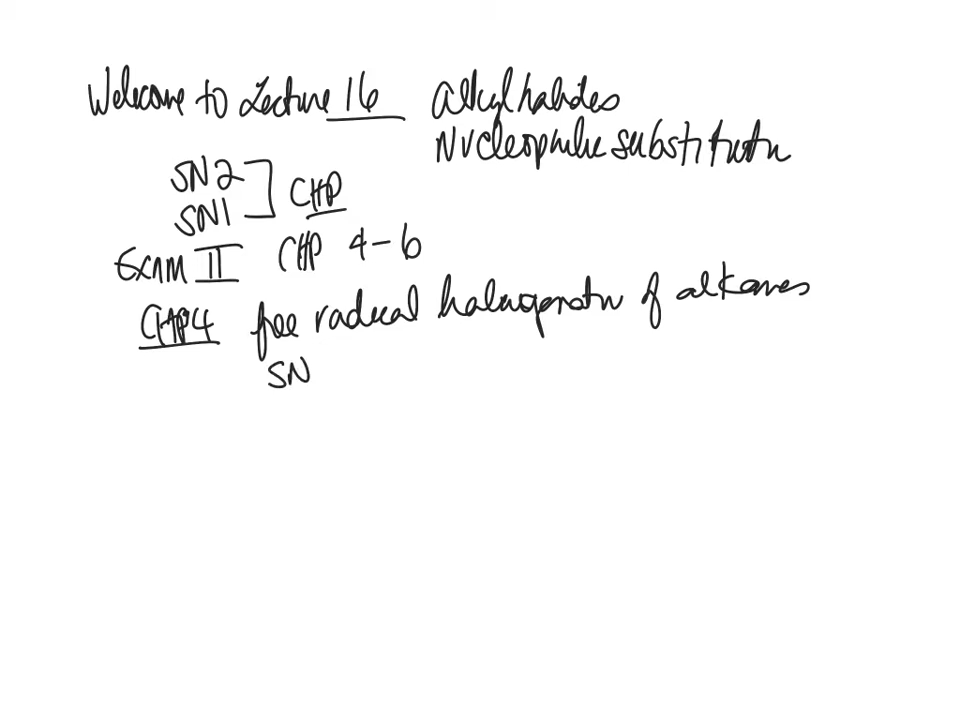 Welcome to Lecture 16 Alkyl halides
Nucleophilic substitution
SN2
SN1 ] CHP
Exam II CHP 4-6
CHP4 free radical halogenation of alkanes
SN